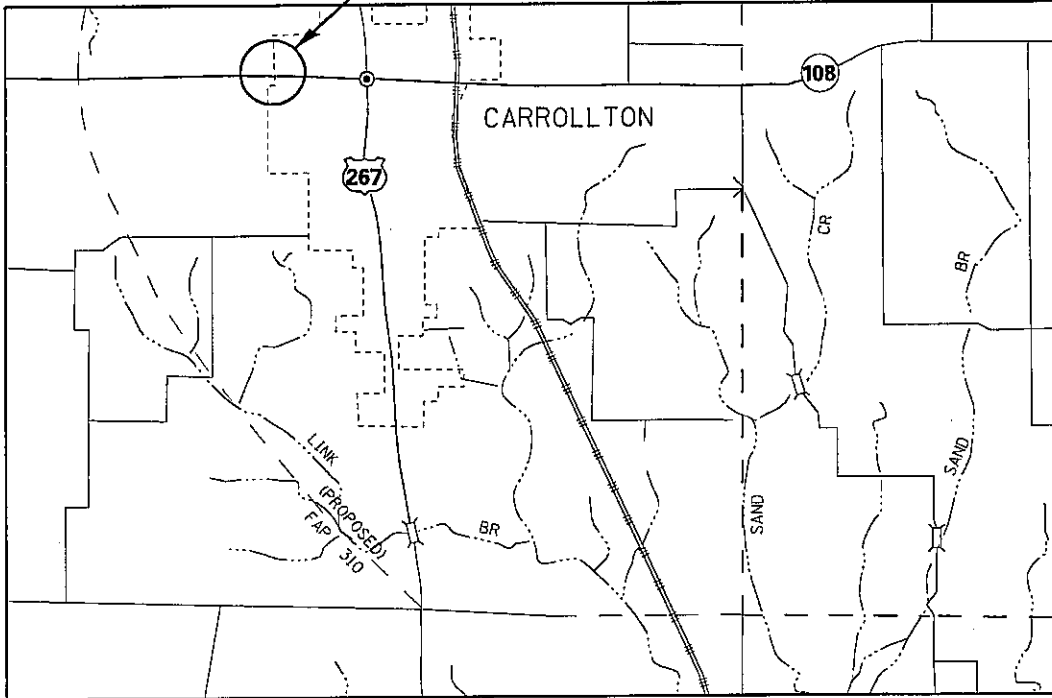 108
CARROLLTON
267
CR
BR
LINK
(PROPOSED)
FAP 310
BR
SAND
SAND